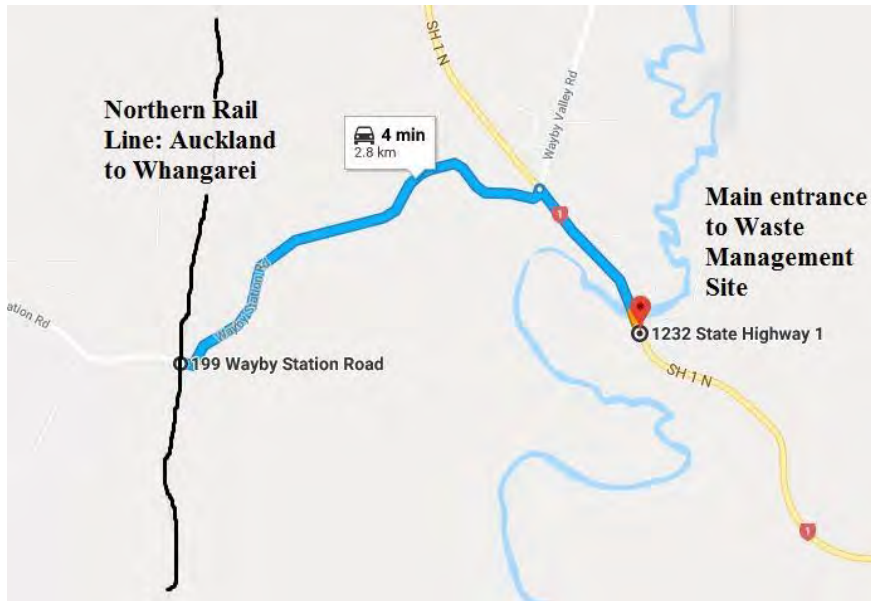 SH 1 N
Northern Rail
Line: Auckland
to Whangarei
4 min
2.8 km
Wayby Valley Rd
1
Main entrance
to Waste
Management
Site
Wayby Station Rd
ation Rd
1232 State Highway 1
199 Wayby Station Road
SH 1 N
1